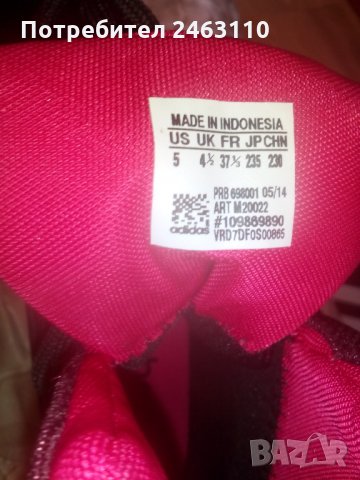 Потребител 2463110
MADE IN INDONESIA
US UK FR JP CHN
5 4½ 37⅓ 235 230
PRB 698001 05/14
ART M20022
#109869890
VRD7DF0S00865
adidas
BAZAR